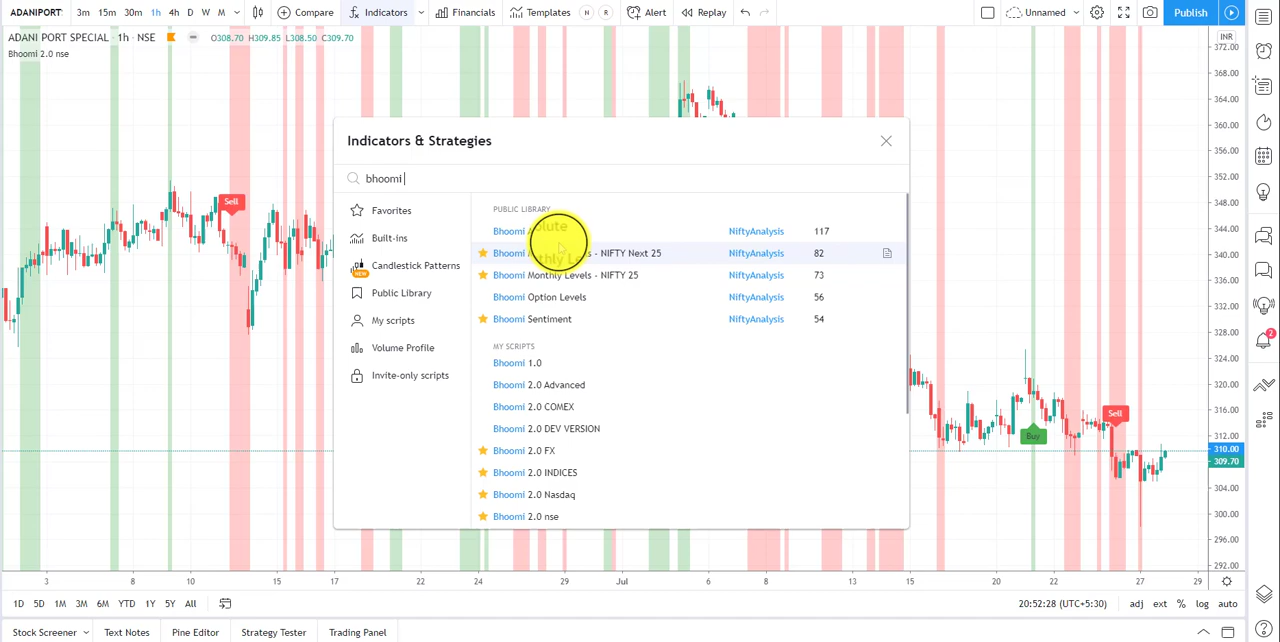 ADANIPORT: 3m 15m 30m 1h 4h D W M Compare Indicators Financials Templates N R Alert Replay Unnamed Publish
ADANI PORT SPECIAL · 1h · NSE O308.70 H309.85 L308.50 C309.70
Bhoomi 2.0 nse
INR
372.00
368.00
364.00
360.00
356.00
352.00
348.00
344.00
340.00
336.00
332.00
328.00
324.00
320.00
316.00
312.00
310.00
309.70
304.00
300.00
296.00
292.00
Sell
Buy
Sell
Indicators & Strategies
bhoomi
Favorites
Built-ins
Candlestick Patterns
NEW
Public Library
My scripts
Volume Profile
Invite-only scripts
PUBLIC LIBRARY
Bhoomi NiftyAnalysis 117
Bhoomi - NIFTY Next 25 NiftyAnalysis 82
Bhoomi Monthly Levels - NIFTY 25 NiftyAnalysis 73
Bhoomi Option Levels NiftyAnalysis 56
Bhoomi Sentiment NiftyAnalysis 54
MY SCRIPTS
Bhoomi 1.0
Bhoomi 2.0 Advanced
Bhoomi 2.0 COMEX
Bhoomi 2.0 DEV VERSION
Bhoomi 2.0 FX
Bhoomi 2.0 INDICES
Bhoomi 2.0 Nasdaq
Bhoomi 2.0 nse
2
3 8 10 15 17 22 24 29 Jul 6 8 13 15 20 22 27 29
1D 5D 1M 3M 6M YTD 1Y 5Y All 20:52:28 (UTC+5:30) adj ext % log auto
Stock Screener Text Notes Pine Editor Strategy Tester Trading Panel